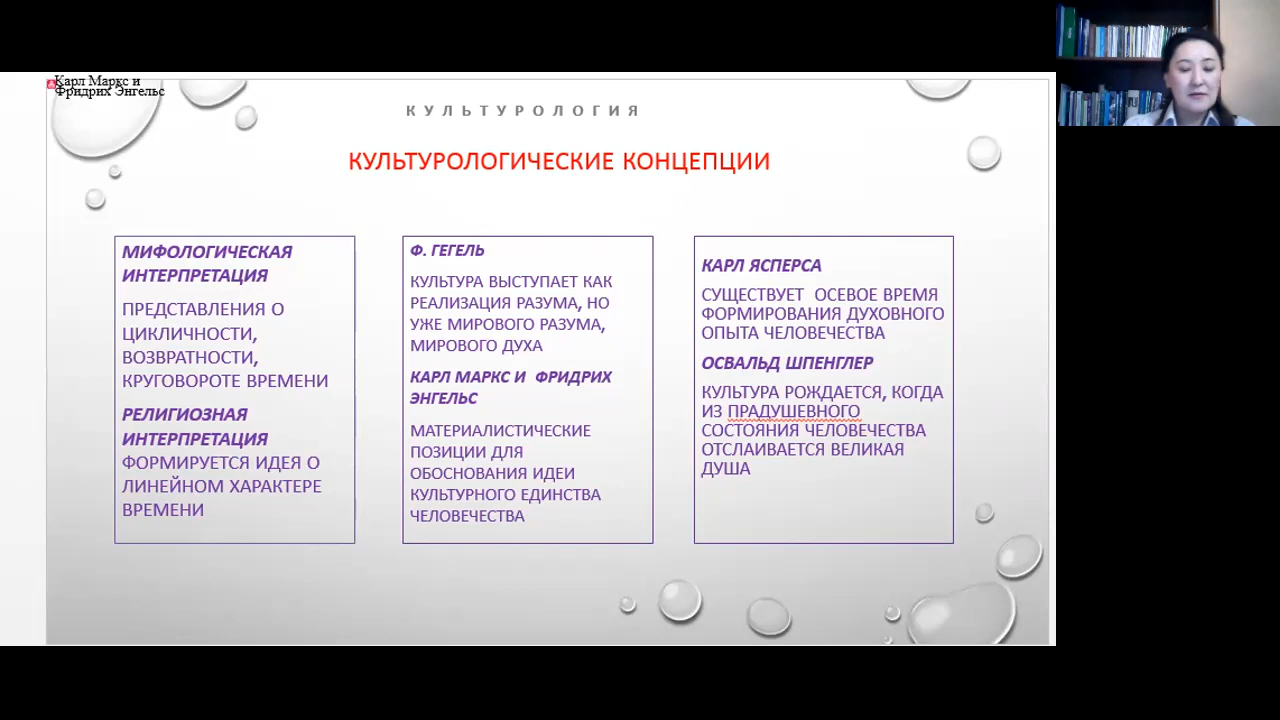 Карл Маркс и
Фридрих Энгельс
КУЛЬТУРОЛОГИЯ
КУЛЬТУРОЛОГИЧЕСКИЕ КОНЦЕПЦИИ
МИФОЛОГИЧЕСКАЯ
ИНТЕРПРЕТАЦИЯ
ПРЕДСТАВЛЕНИЯ О
ЦИКЛИЧНОСТИ,
ВОЗВРАТНОСТИ,
КРУГОВОРОТЕ ВРЕМЕНИ
РЕЛИГИОЗНАЯ
ИНТЕРПРЕТАЦИЯ
ФОРМИРУЕТСЯ ИДЕЯ О
ЛИНЕЙНОМ ХАРАКТЕРЕ
ВРЕМЕНИ
Ф. ГЕГЕЛЬ
КУЛЬТУРА ВЫСТУПАЕТ КАК
РЕАЛИЗАЦИЯ РАЗУМА, НО
УЖЕ МИРОВОГО РАЗУМА,
МИРОВОГО ДУХА
КАРЛ МАРКС И ФРИДРИХ
ЭНГЕЛЬС
МАТЕРИАЛИСТИЧЕСКИЕ
ПОЗИЦИИ ДЛЯ
ОБОСНОВАНИЯ ИДЕИ
КУЛЬТУРНОГО ЕДИНСТВА
ЧЕЛОВЕЧЕСТВА
КАРЛ ЯСПЕРСА
СУЩЕСТВУЕТ ОСЕВОЕ ВРЕМЯ
ФОРМИРОВАНИЯ ДУХОВНОГО
ОПЫТА ЧЕЛОВЕЧЕСТВА
ОСВАЛЬД ШПЕНГЛЕР
КУЛЬТУРА РОЖДАЕТСЯ, КОГДА
ИЗ ПРАДУШЕВНОГО
СОСТОЯНИЯ ЧЕЛОВЕЧЕСТВА
ОТСЛАИВАЕТСЯ ВЕЛИКАЯ
ДУША